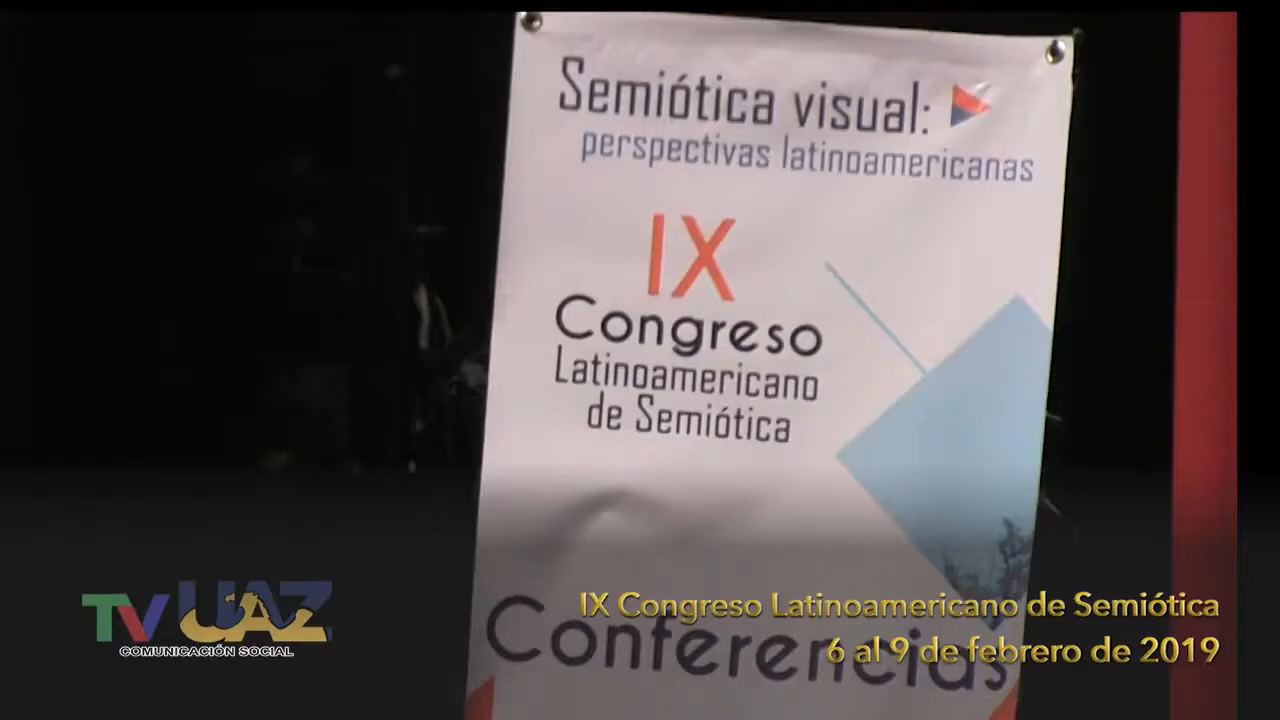 Semiótica visual:
perspectivas latinoamericanas
IX
Congreso
Latinoamericano
de Semiótica
Conferencias
TV UAZ
COMUNICACIÓN SOCIAL
IX Congreso Latinoamericano de Semiótica
6 al 9 de febrero de 2019